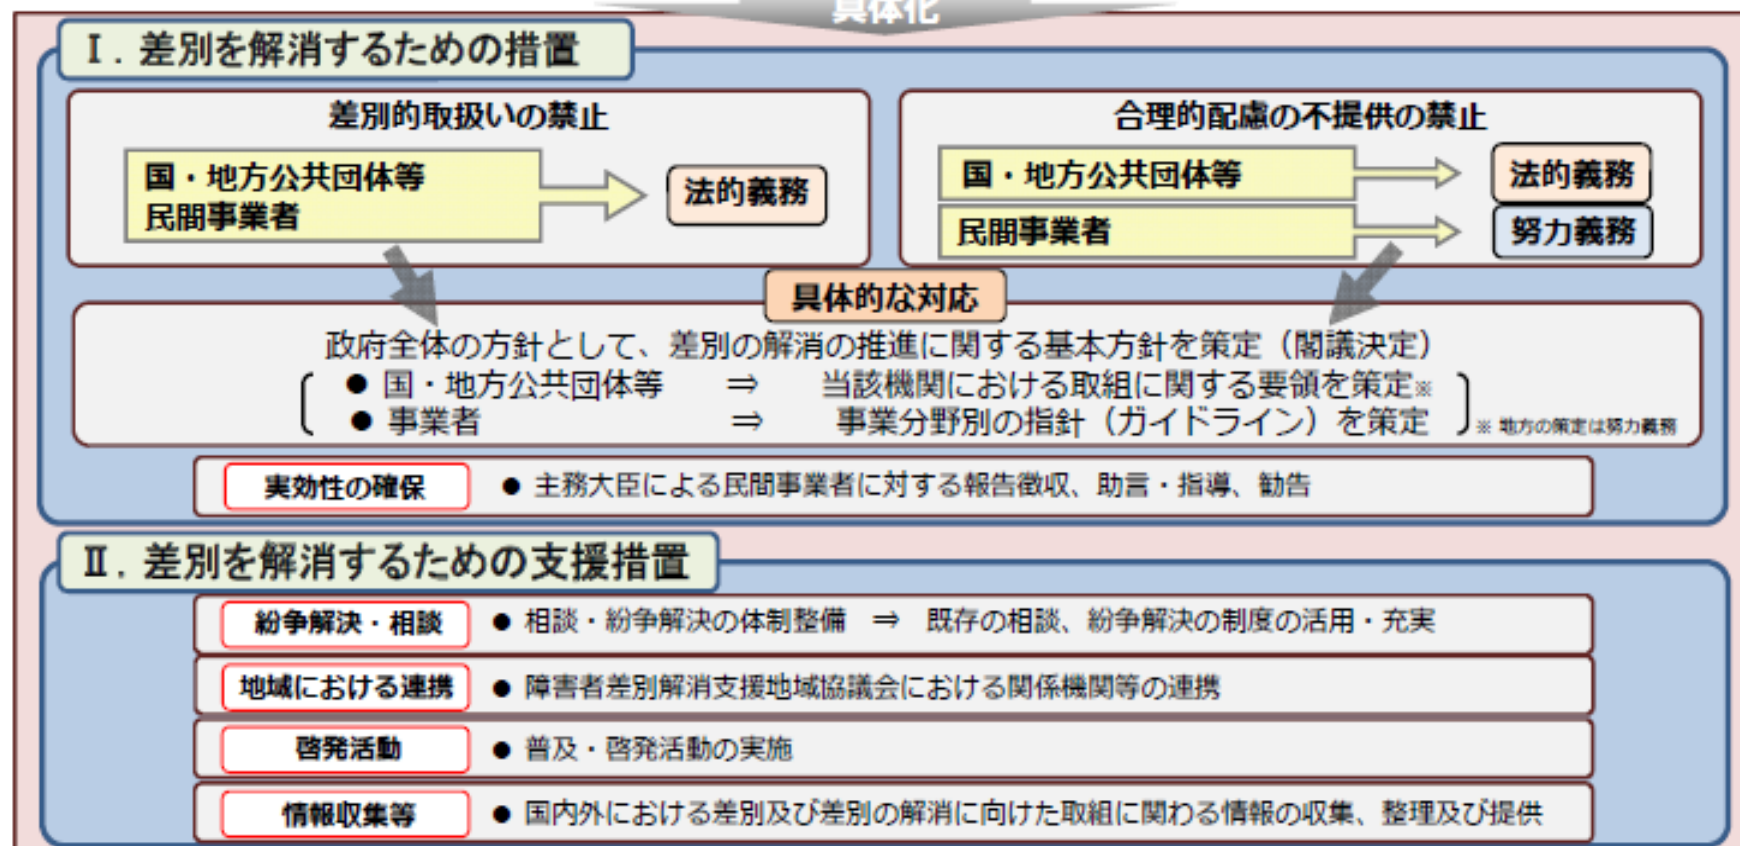 具体化
Ⅰ．差別を解消するための措置
差別的取扱いの禁止
国・地方公共団体等
民間事業者
法的義務
合理的配慮の不提供の禁止
国・地方公共団体等
法的義務
民間事業者
努力義務
具体的な対応
政府全体の方針として、差別の解消の推進に関する基本方針を策定（閣議決定）
● 国・地方公共団体等 ⇒ 当該機関における取組に関する要領を策定※
● 事業者 ⇒ 事業分野別の指針（ガイドライン）を策定
※ 地方の策定は努力義務
実効性の確保 ● 主務大臣による民間事業者に対する報告徴収、助言・指導、勧告
Ⅱ．差別を解消するための支援措置
紛争解決・相談 ● 相談・紛争解決の体制整備 ⇒ 既存の相談、紛争解決の制度の活用・充実
地域における連携 ● 障害者差別解消支援地域協議会における関係機関等の連携
啓発活動 ● 普及・啓発活動の実施
情報収集等 ● 国内外における差別及び差別の解消に向けた取組に関わる情報の収集、整理及び提供